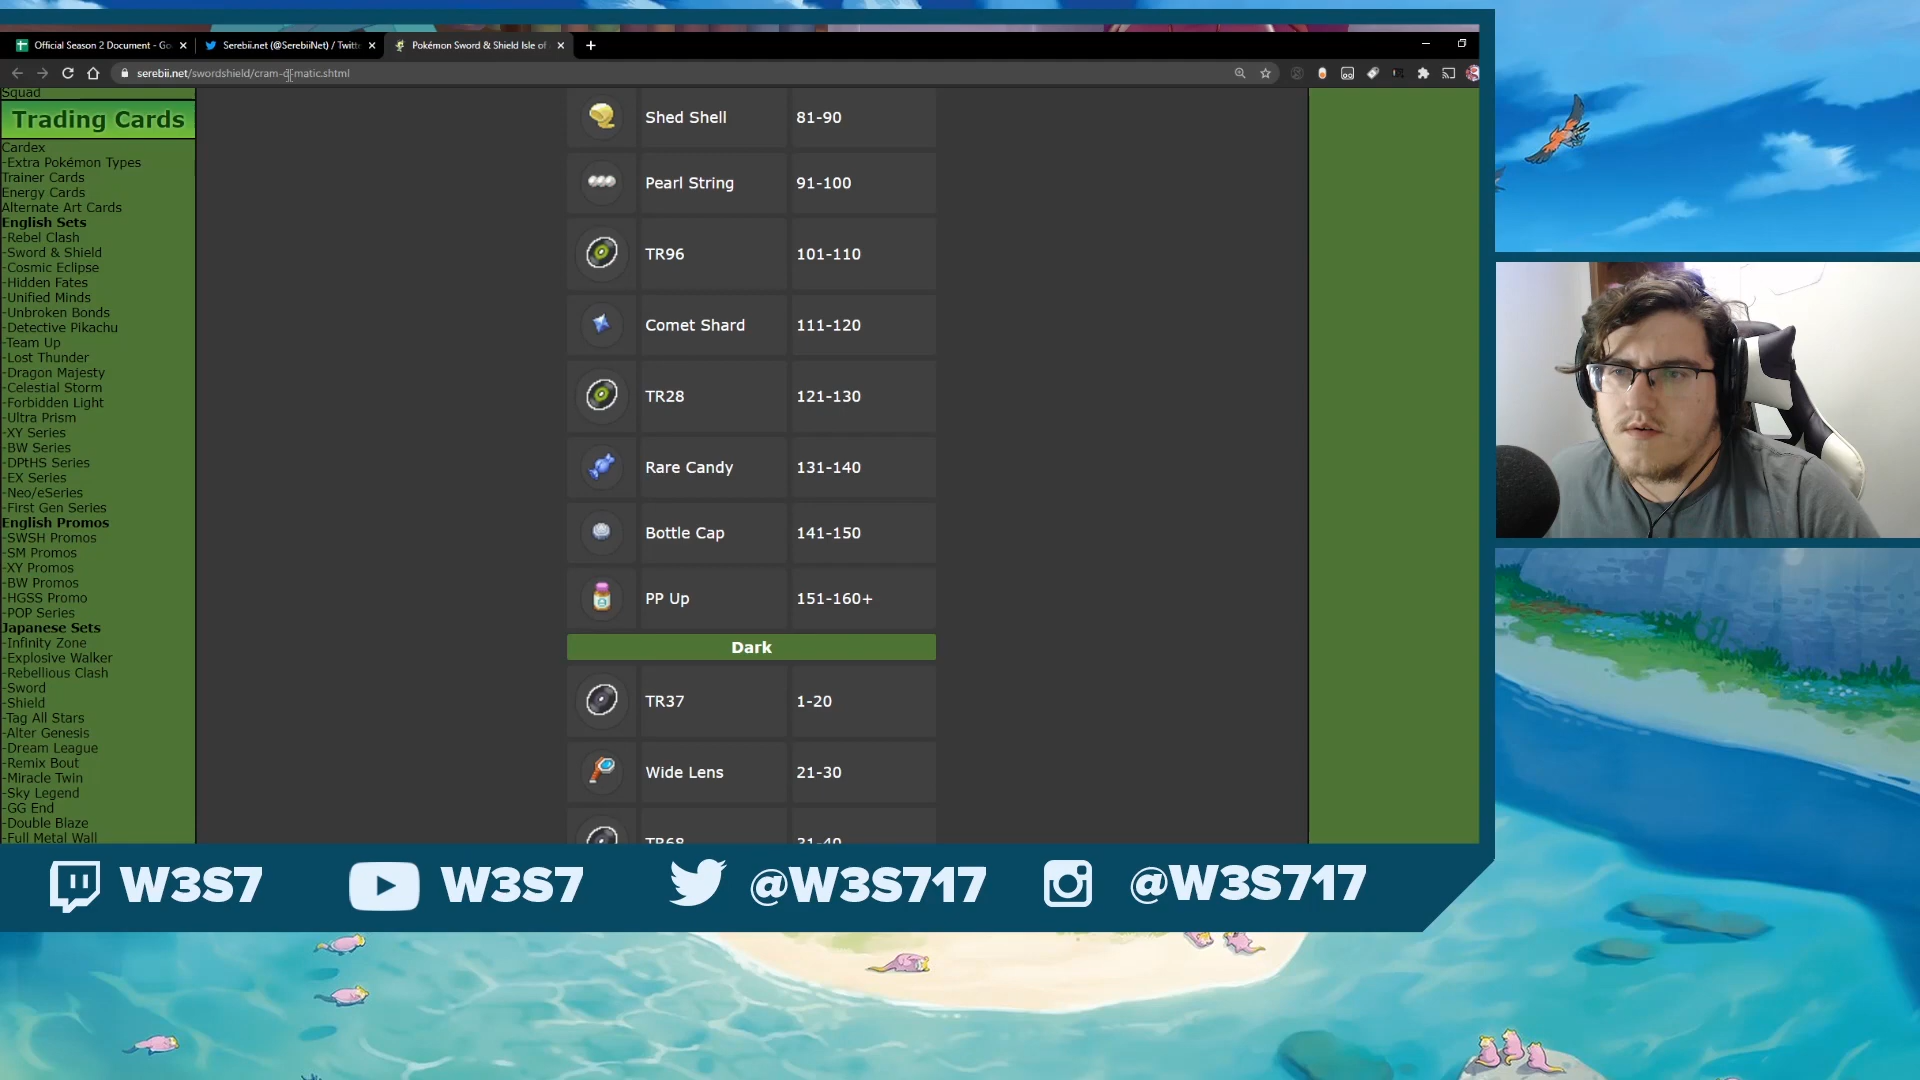 Official Season 2 Document - Go
Serebii.net (@SerebiiNet) / Twitt
Pokémon Sword & Shield Isle of
serebii.net/swordshield/cram-o-matic.shtml
Squad
Trading Cards
Cardex
-Extra Pokémon Types
Trainer Cards
Energy Cards
Alternate Art Cards
English Sets
-Rebel Clash
-Sword & Shield
-Cosmic Eclipse
-Hidden Fates
-Unified Minds
-Unbroken Bonds
-Detective Pikachu
-Team Up
-Lost Thunder
-Dragon Majesty
-Celestial Storm
-Forbidden Light
-Ultra Prism
-XY Series
-BW Series
-DPtHS Series
-EX Series
-Neo/eSeries
-First Gen Series
English Promos
-SWSH Promos
-SM Promos
-XY Promos
-BW Promos
-HGSS Promo
-POP Series
Japanese Sets
-Infinity Zone
-Explosive Walker
-Rebellious Clash
-Sword
-Shield
-Tag All Stars
-Alter Genesis
-Dream League
-Remix Bout
-Miracle Twin
-Sky Legend
-GG End
-Double Blaze
-Full Metal Wall
Shed Shell 81-90
Pearl String 91-100
TR96 101-110
Comet Shard 111-120
TR28 121-130
Rare Candy 131-140
Bottle Cap 141-150
PP Up 151-160+
Dark
TR37 1-20
Wide Lens 21-30
TR68 31-40
W3S7 W3S7 @W3S717 @W3S717